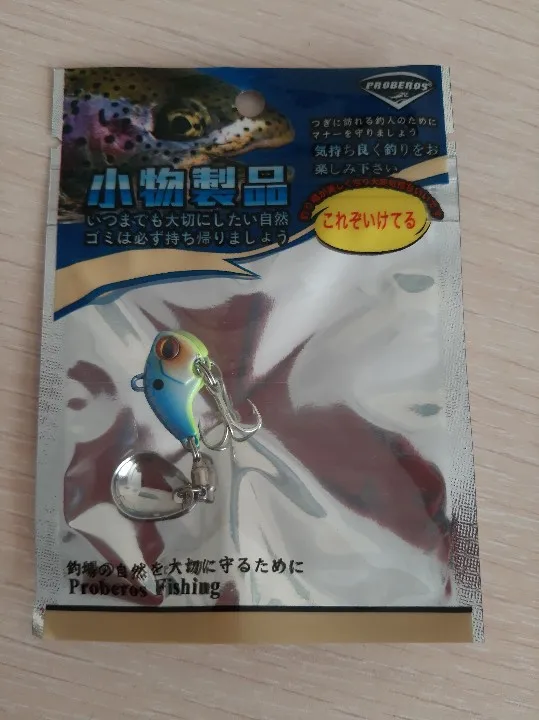 PROBEROS
つぎに訪れる釣人のために
マナーを守りましょう
気持ち良く釣りをお
楽しみ下さい
小物製品
いつまでも大切にしたい自然
ゴミは必ず持ち帰りましょう
これぞいけてる
釣場の自然を大切に守るために
Proberos Fishing